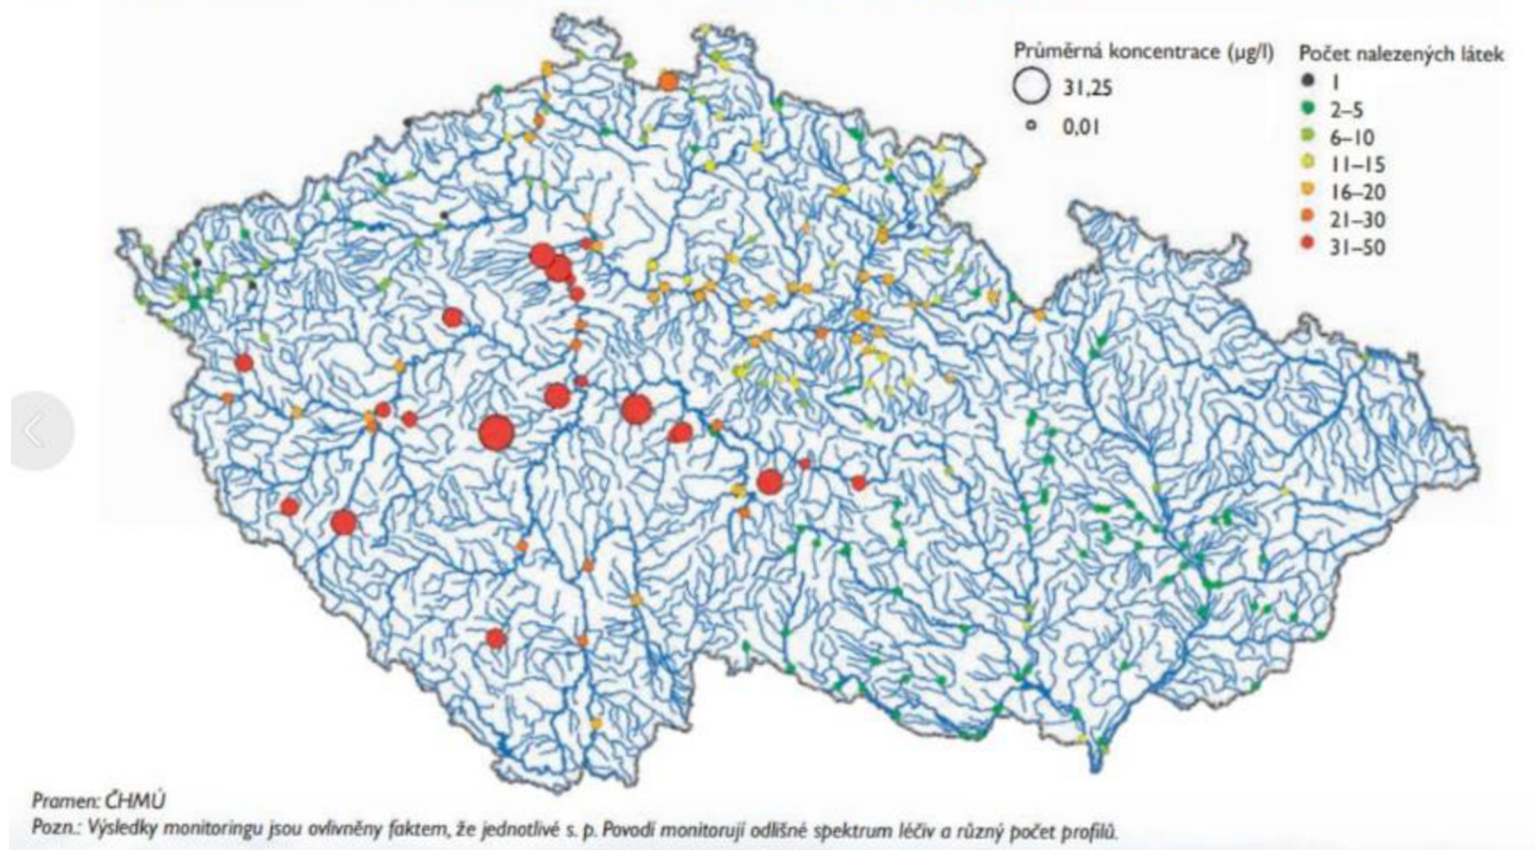 Průměrná koncentrace (µg/l)
31,25
0,01
Počet nalezených látek
1
2–5
6–10
11–15
16–20
21–30
31–50
Pramen: ČHMÚ
Pozn.: Výsledky monitoringu jsou ovlivněny faktem, že jednotlivé s. p. Povodí monitorují odlišné spektrum léčiv a různý počet profilů.